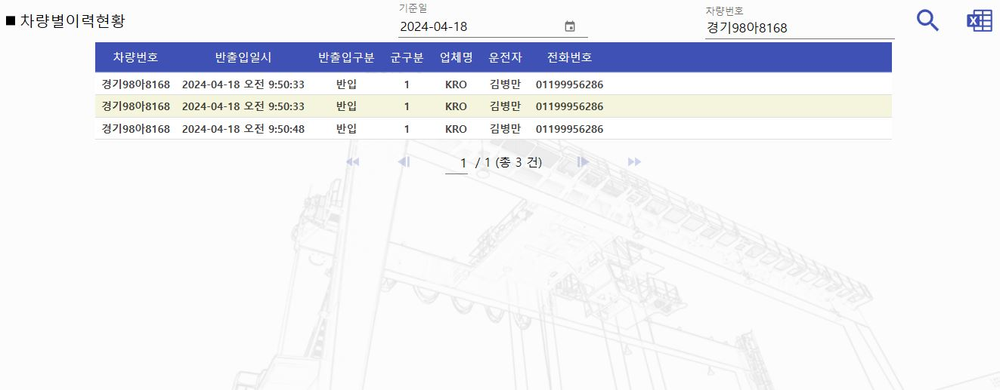 ■ 차량별이력현황
기준일
2024-04-18
차량번호
경기98아8168
차량번호 반출입일시 반출입구분 군구분 업체명 운전자 전화번호
경기98아8168 2024-04-18 오전 9:50:33 반입 1 KRO 김병만 01199956286
경기98아8168 2024-04-18 오전 9:50:33 반입 1 KRO 김병만 01199956286
경기98아8168 2024-04-18 오전 9:50:48 반입 1 KRO 김병만 01199956286
1 / 1 (총 3 건)